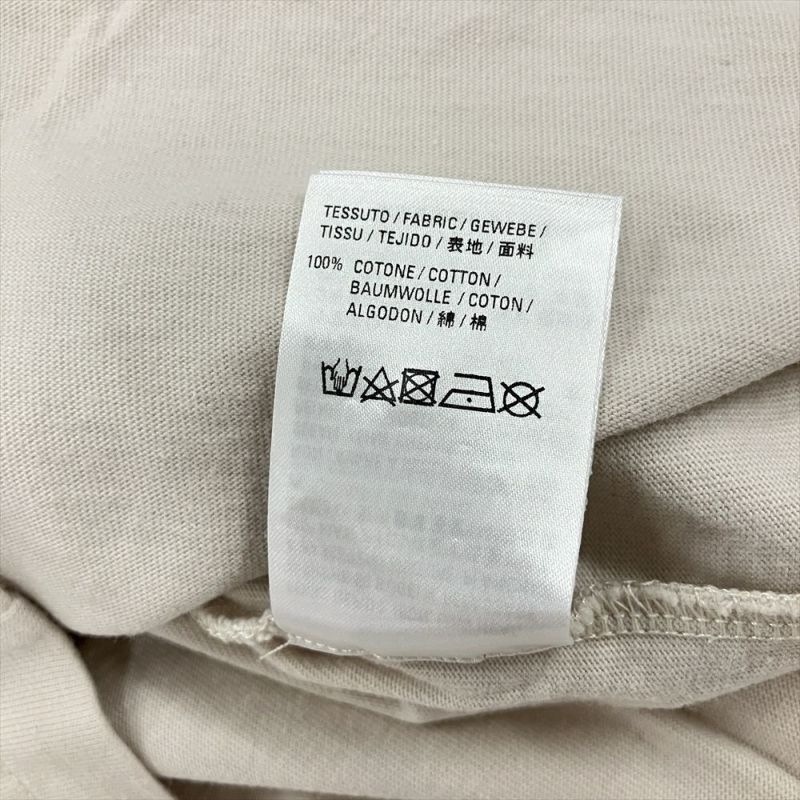 TESSUTO / FABRIC / GEWEBE /
TISSU / TEJIDO / 表地 / 面料
100% COTONE / COTTON /
BAUMWOLLE / COTON /
ALGODON / 綿 / 棉